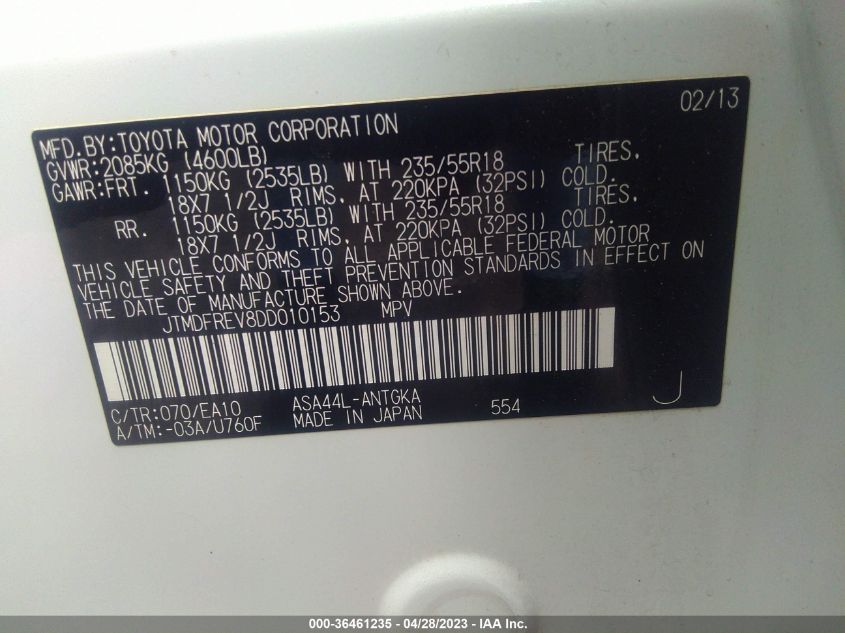 02/13
MFD.BY:TOYOTA MOTOR CORPORATION
GVWR:2085KG (4600LB)
GAWR:FRT. 1150KG (2535LB) WITH 235/55R18 TIRES,
18X7 1/2J RIMS, AT 220KPA (32PSI) COLD.
RR. 1150KG (2535LB) WITH 235/55R18 TIRES,
18X7 1/2J RIMS, AT 220KPA (32PSI) COLD.
THIS VEHICLE CONFORMS TO ALL APPLICABLE FEDERAL MOTOR
VEHICLE SAFETY AND THEFT PREVENTION STANDARDS IN EFFECT ON
THE DATE OF MANUFACTURE SHOWN ABOVE.
JTMDFREV8DD010153 MPV
C/TR:070/EA10 ASA44L-ANTGKA 554 J
A/TM:-03A/U760F MADE IN JAPAN
000-36461235 - 04/28/2023 - IAA Inc.